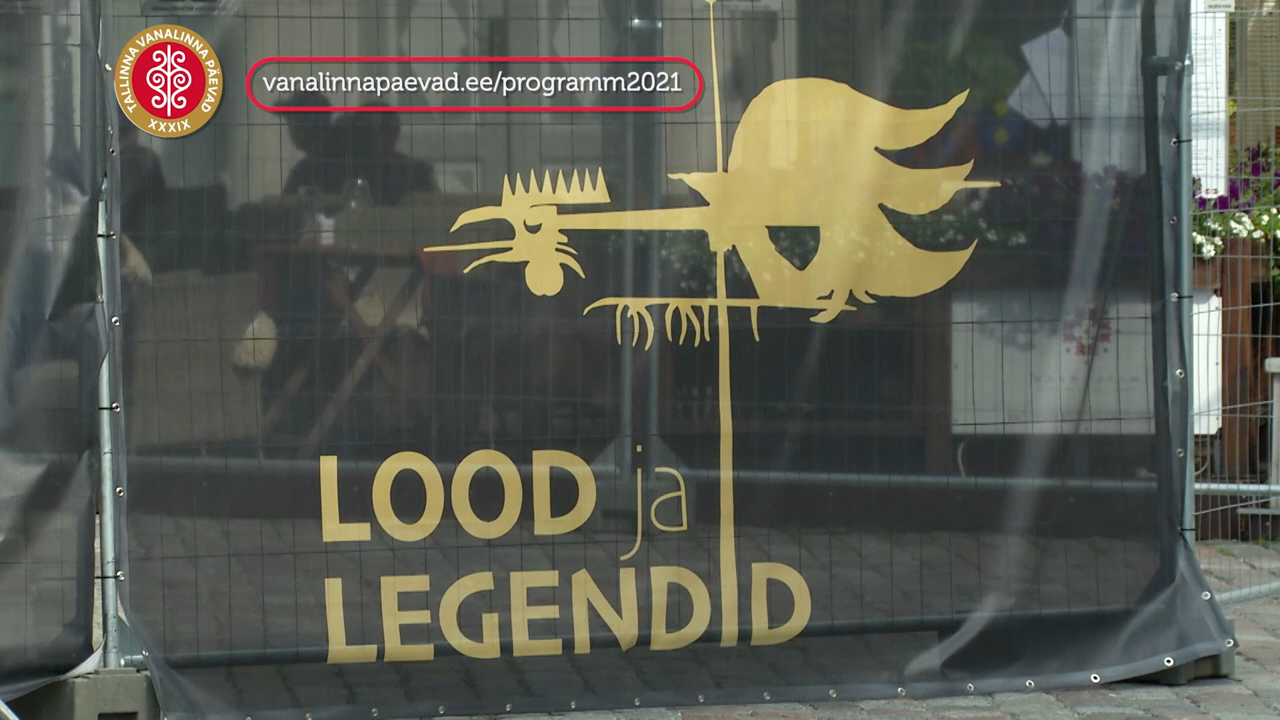 TALLINNA VANALINNA PÄEVAD
XXXIX
vanalinnapaevad.ee/programm2021
LOOD ja
LEGENDID